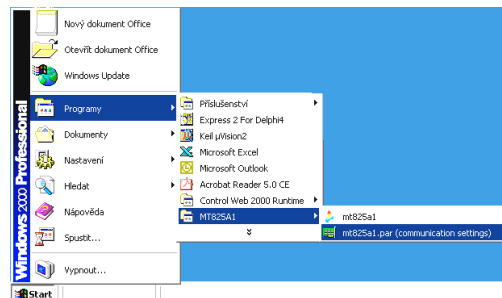 Nový dokument Office
Otevřít dokument Office
Windows Update
Programy
Dokumenty
Nastavení
Hledat
Nápověda
Spustit...
Vypnout...
Windows 2000 Professional
Příslušenství
Express 2 For Delphi4
Keil µVision2
Microsoft Excel
Microsoft Outlook
Acrobat Reader 5.0 CE
Control Web 2000 Runtime
MT825A1
mt825a1
mt825a1.par (communication settings)
Start